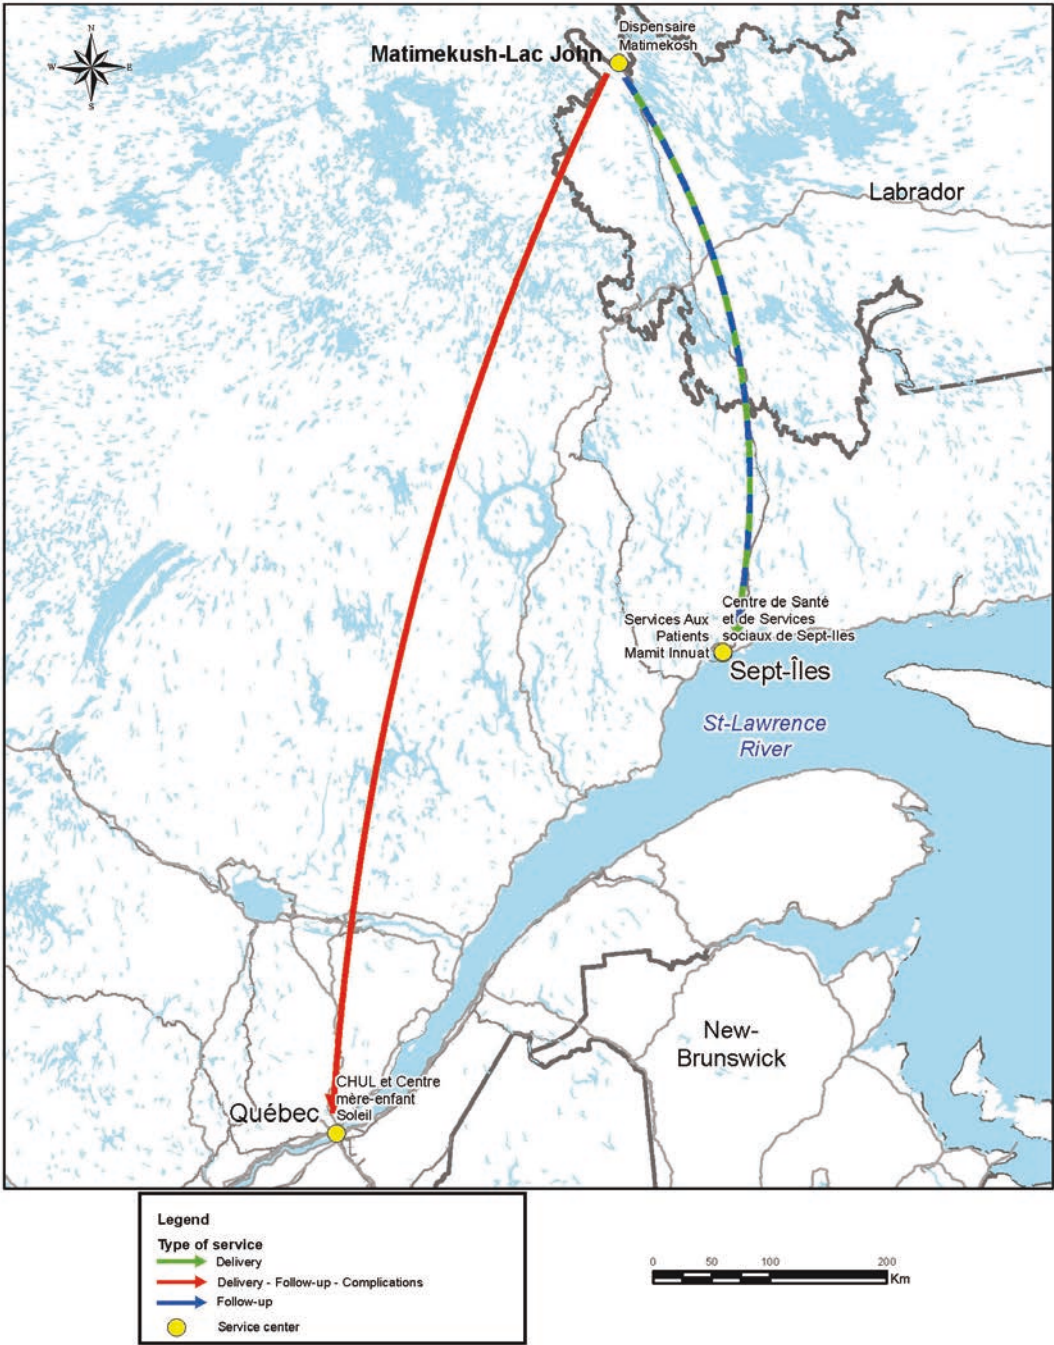 N
W
E
S
Dispensaire
Matimekosh
Matimekush-Lac John
Labrador
Centre de Santé
et de Services
sociaux de Sept-Iles
Services Aux
Patients
Mamit Innuat
Sept-Îles
St-Lawrence
River
New-
Brunswick
CHUL et Centre
mère-enfant
Soleil
Québec
Legend
Type of service
Delivery
Delivery - Follow-up - Complications
Follow-up
Service center
0 50 100 200
Km